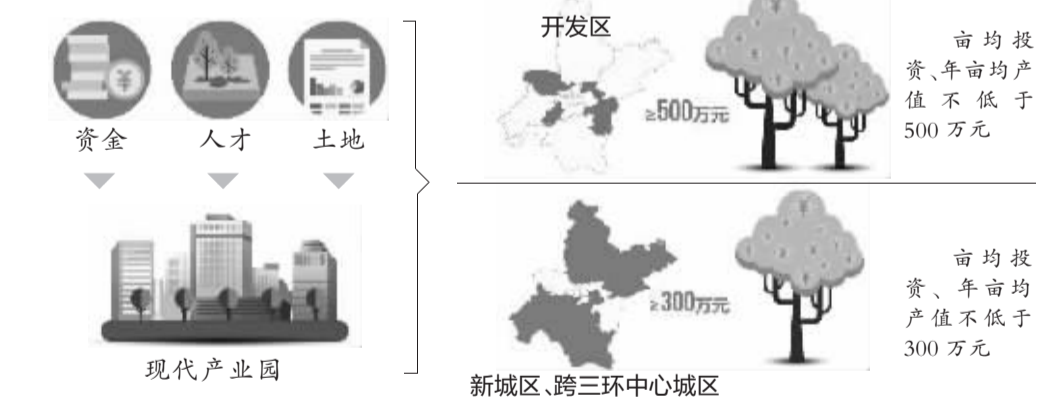 资金
人才
土地
现代产业园
开发区
≥500万元
亩均投
资、年亩均产
值不低于
500万元
≥300万元
亩均投
资、年亩均
产值不低于
300万元
新城区、跨三环中心城区